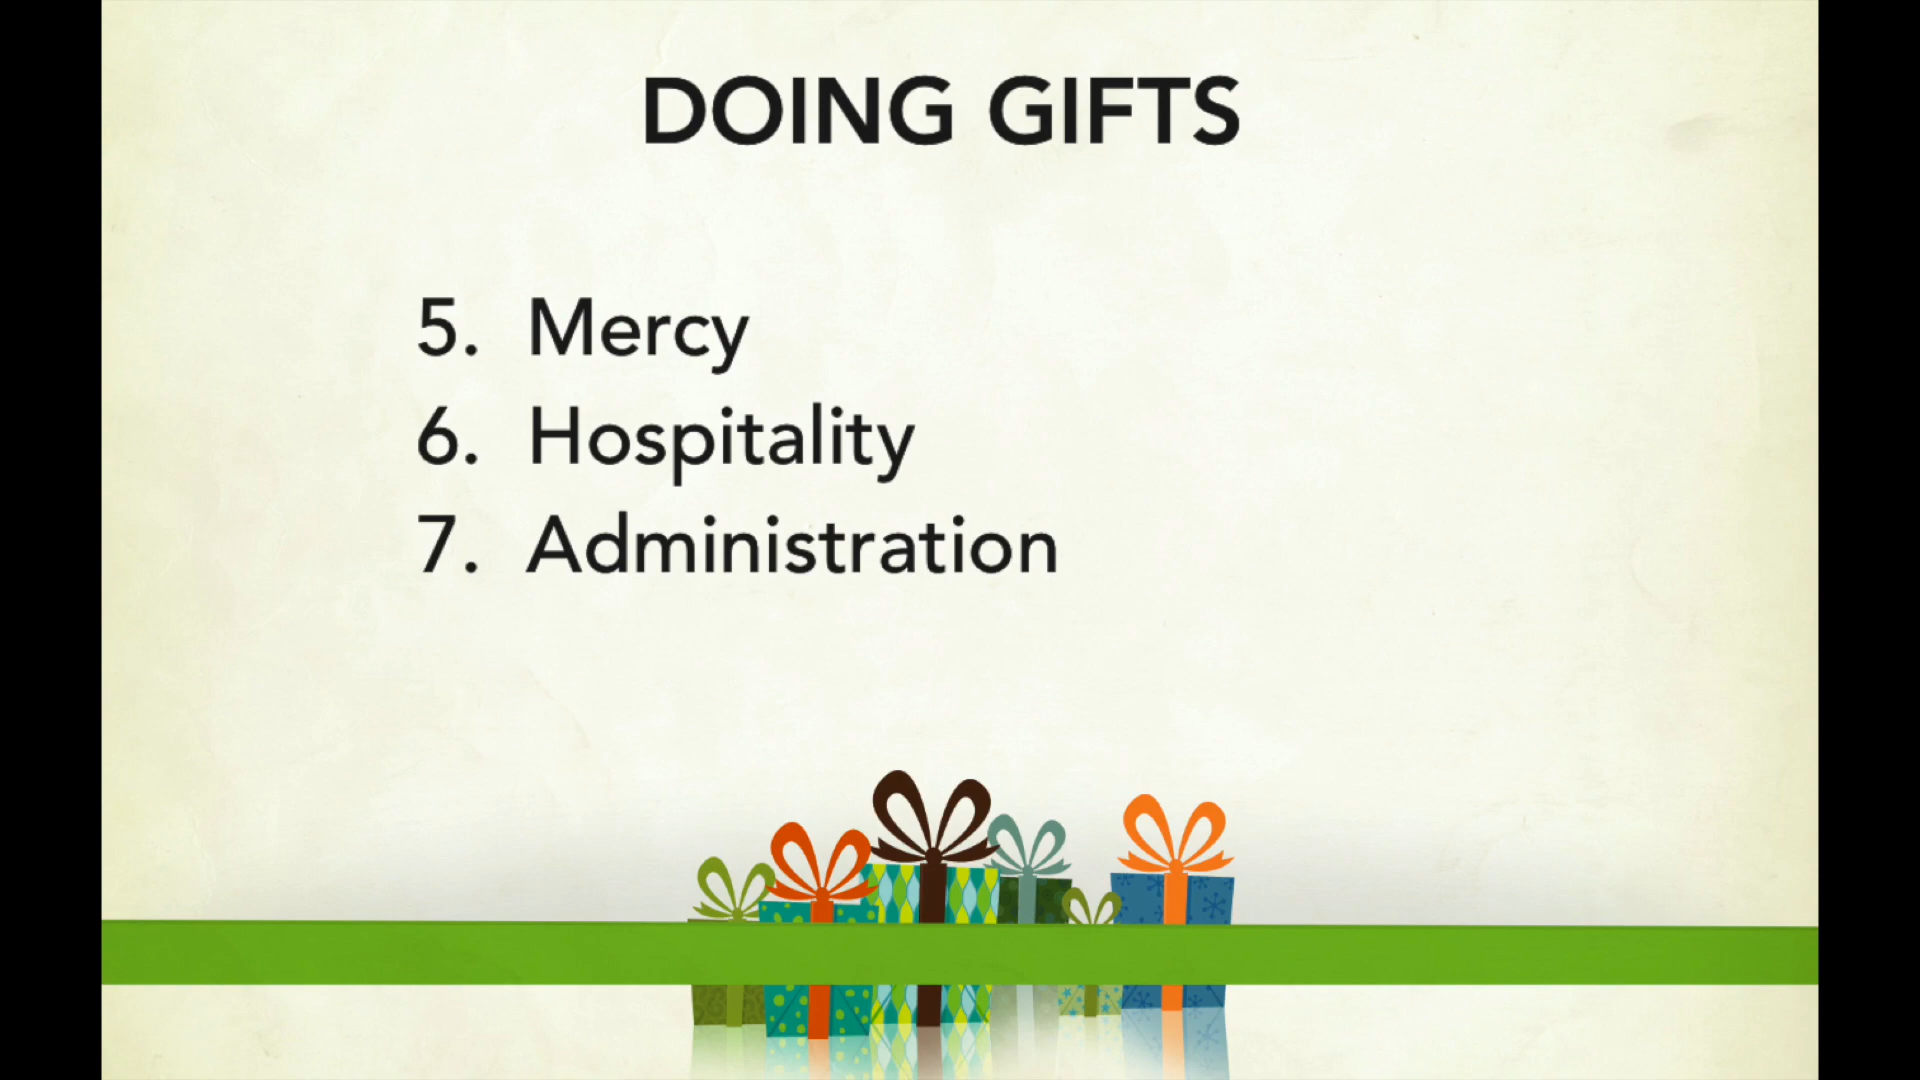 DOING GIFTS
5. Mercy
6. Hospitality
7. Administration